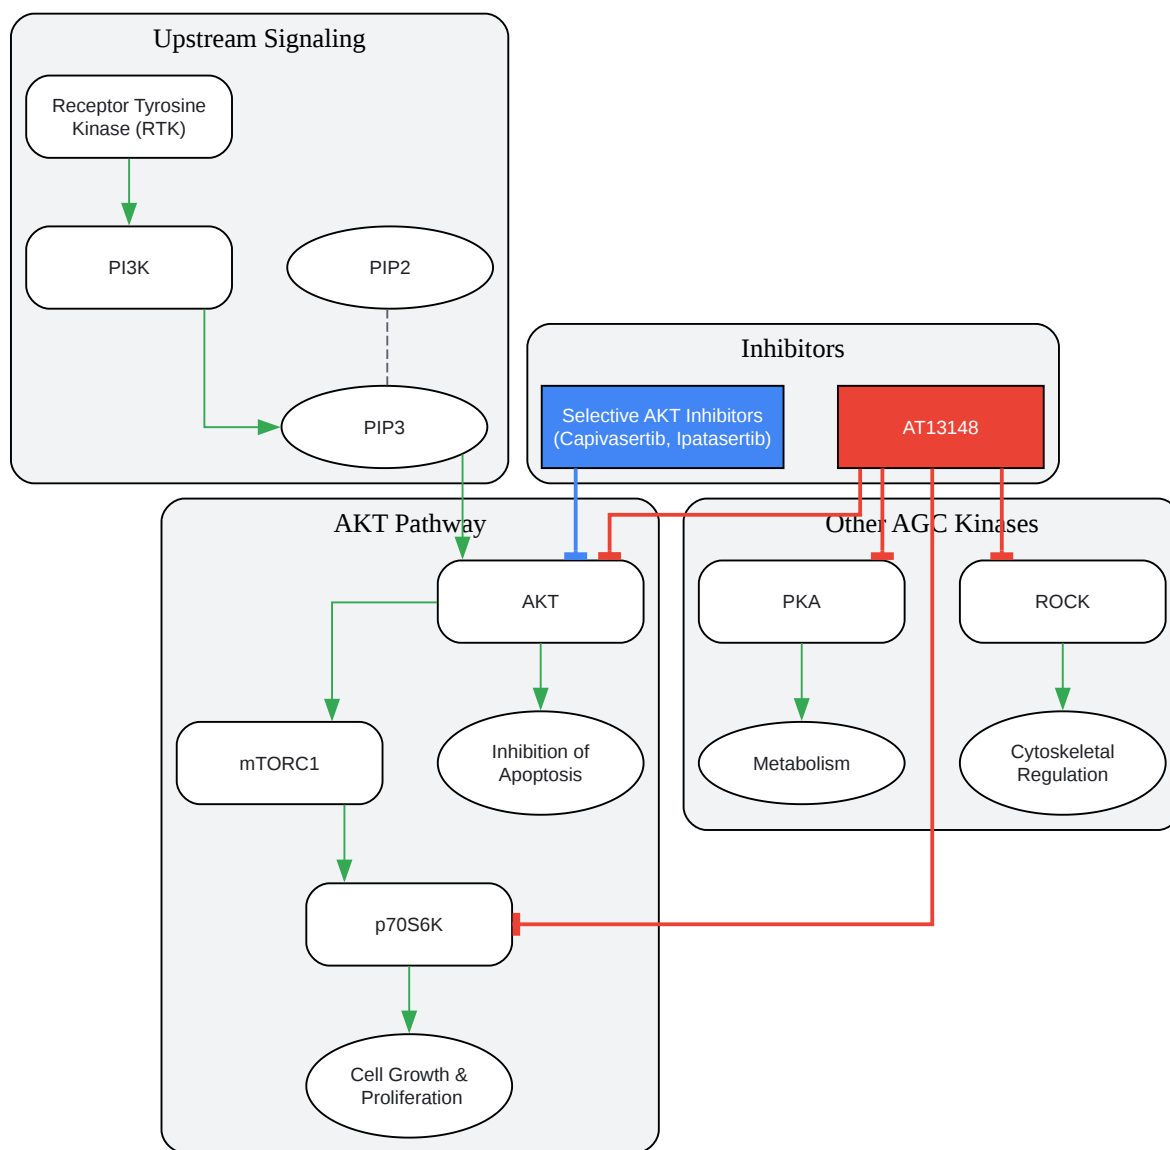 Upstream Signaling
Receptor Tyrosine
Kinase (RTK)
PI3K
PIP2
PIP3
Inhibitors
Selective AKT Inhibitors
(Capivasertib, Ipatasertib)
AT13148
AKT Pathway
AKT
mTORC1
Inhibition of
Apoptosis
p70S6K
Cell Growth &
Proliferation
Other AGC Kinases
PKA
ROCK
Metabolism
Cytoskeletal
Regulation